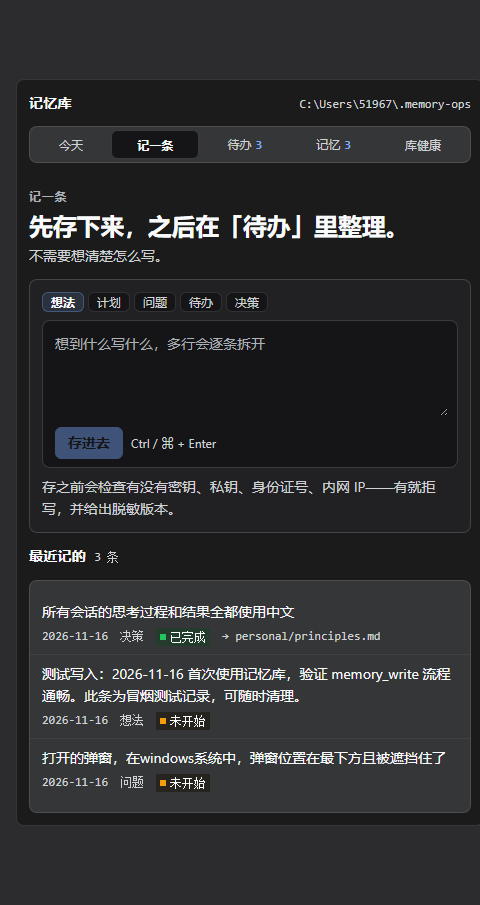 记忆库 C:\Users\51967\.memory-ops
今天 记一条 待办 3 记忆 3 库健康
记一条
先存下来，之后在「待办」里整理。
不需要想清楚怎么写。
想法 计划 问题 待办 决策
想到什么写什么，多行会逐条拆开
存进去 Ctrl / ⌘ + Enter
存之前会检查有没有密钥、私钥、身份证号、内网 IP——有就拒
写，并给出脱敏版本。
最近记的 3 条
所有会话的思考过程和结果全都使用中文
2026-11-16 决策 已完成 → personal/principles.md
测试写入：2026-11-16 首次使用记忆库，验证 memory_write 流程
通畅。此条为冒烟测试记录，可随时清理。
2026-11-16 想法 未开始
打开的弹窗，在windows系统中，弹窗位置在最下方且被遮挡住了
2026-11-16 问题 未开始